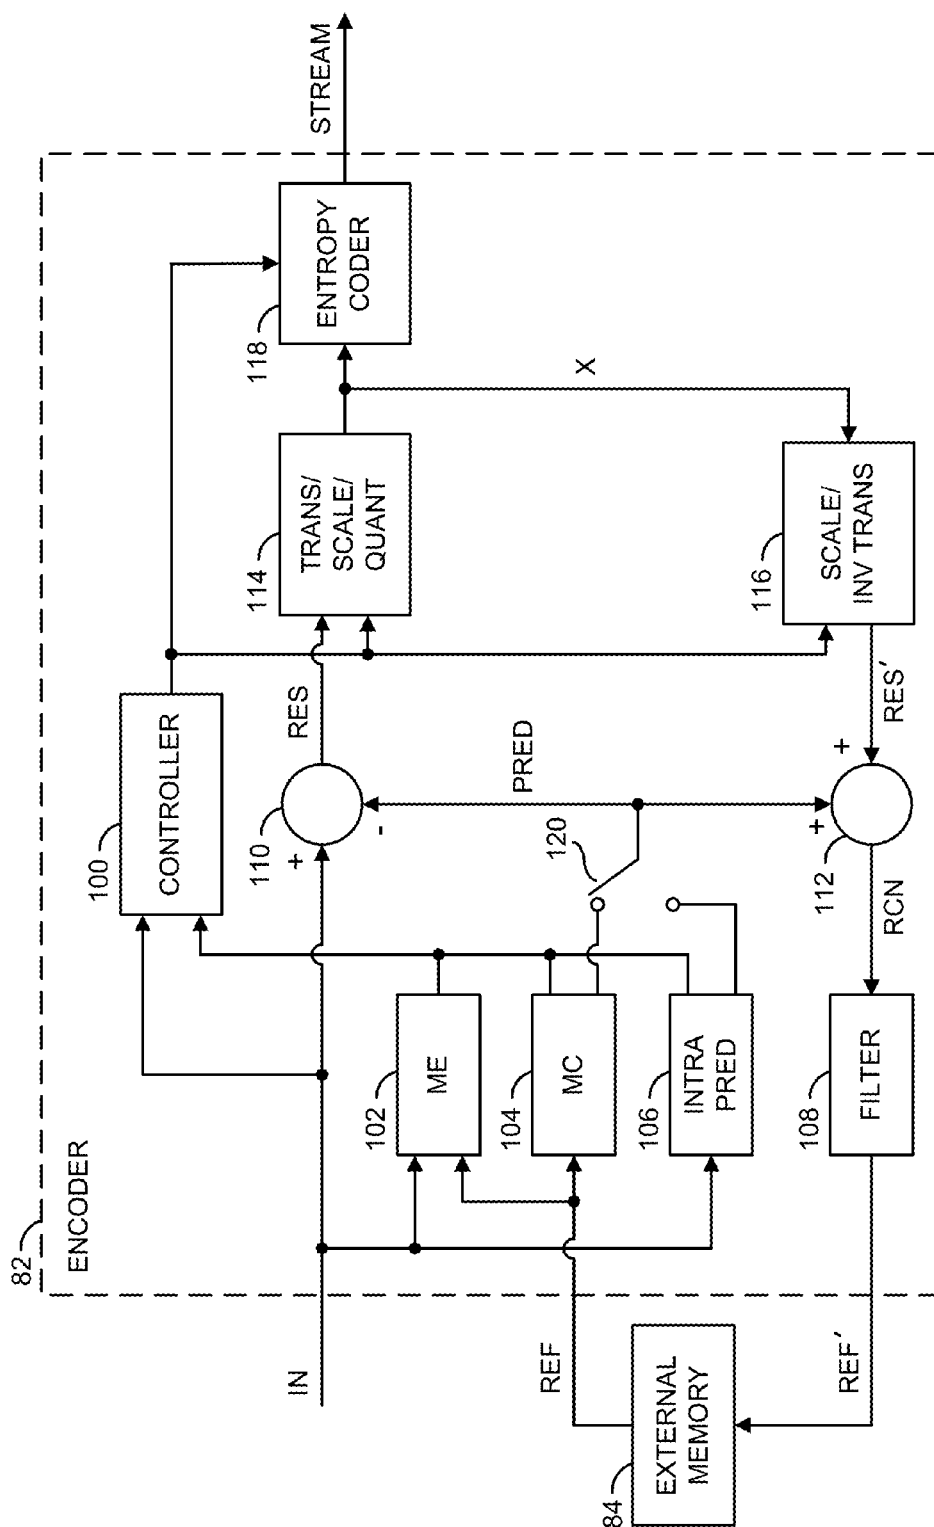 82
ENCODER
100
CONTROLLER
IN
102
ME
104
MC
106
INTRA
PRED
REF
84
EXTERNAL
MEMORY
REF′
108
FILTER
RCN
110
+
-
RES
PRED
120
112
+
+
RES′
114
TRANS/
SCALE/
QUANT
116
SCALE/
INV TRANS
X
118
ENTROPY
CODER
STREAM